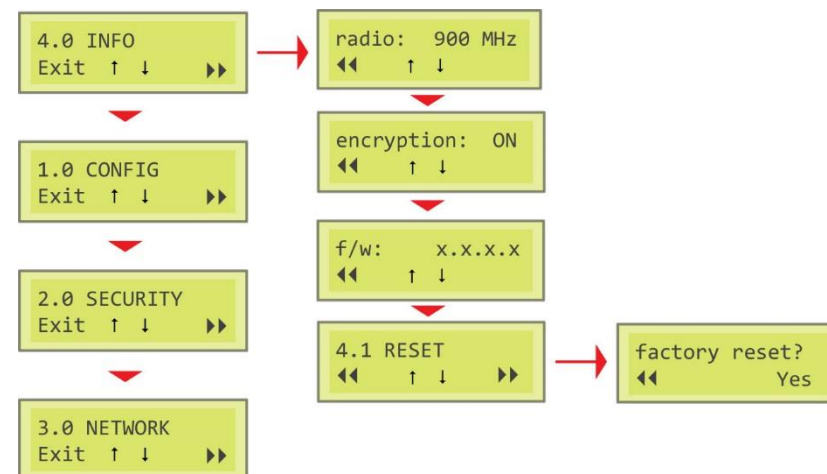 4.0 INFO
Exit ↑ ↓ ▶▶
1.0 CONFIG
Exit ↑ ↓ ▶▶
2.0 SECURITY
Exit ↑ ↓ ▶▶
3.0 NETWORK
Exit ↑ ↓ ▶▶
radio: 900 MHz
◀◀ ↑ ↓
encryption: ON
◀◀ ↑ ↓
f/w: x.x.x.x
◀◀ ↑ ↓
4.1 RESET
◀◀ ↑ ↓ ▶▶
factory reset?
◀◀ Yes